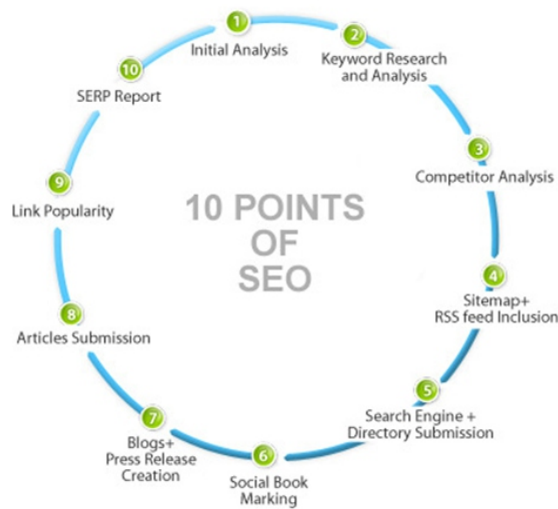 1
Initial Analysis
2
Keyword Research
and Analysis
3
Competitor Analysis
4
Sitemap+
RSS feed Inclusion
5
Search Engine +
Directory Submission
6
Social Book
Marking
7
Blogs+
Press Release
Creation
8
Articles Submission
9
Link Popularity
10
SERP Report
10 POINTS
OF
SEO